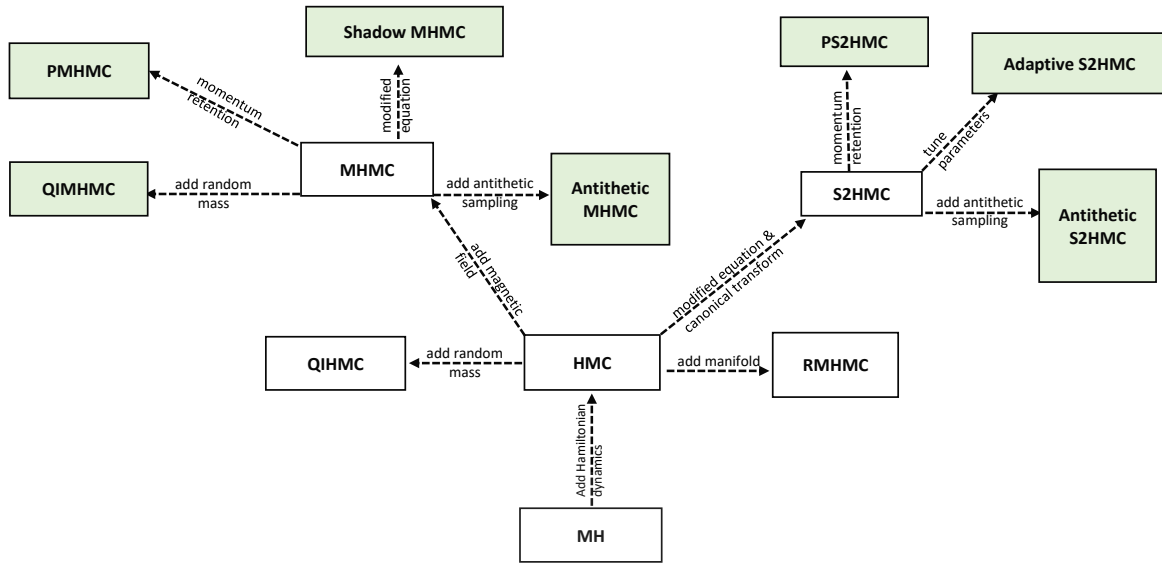 Shadow MHMC
PS2HMC
PMHMC
Adaptive S2HMC
momentum
retention
modified
equation
momentum
retention
tune
parameters
MHMC
QIMHMC
add random
mass
add antithetic
sampling
Antithetic
MHMC
S2HMC
add antithetic
sampling
Antithetic
S2HMC
add magnetic
field
modified equation &
canonical transform
QIHMC
add random
mass
HMC
add manifold
RMHMC
Add Hamiltonian
dynamics
MH